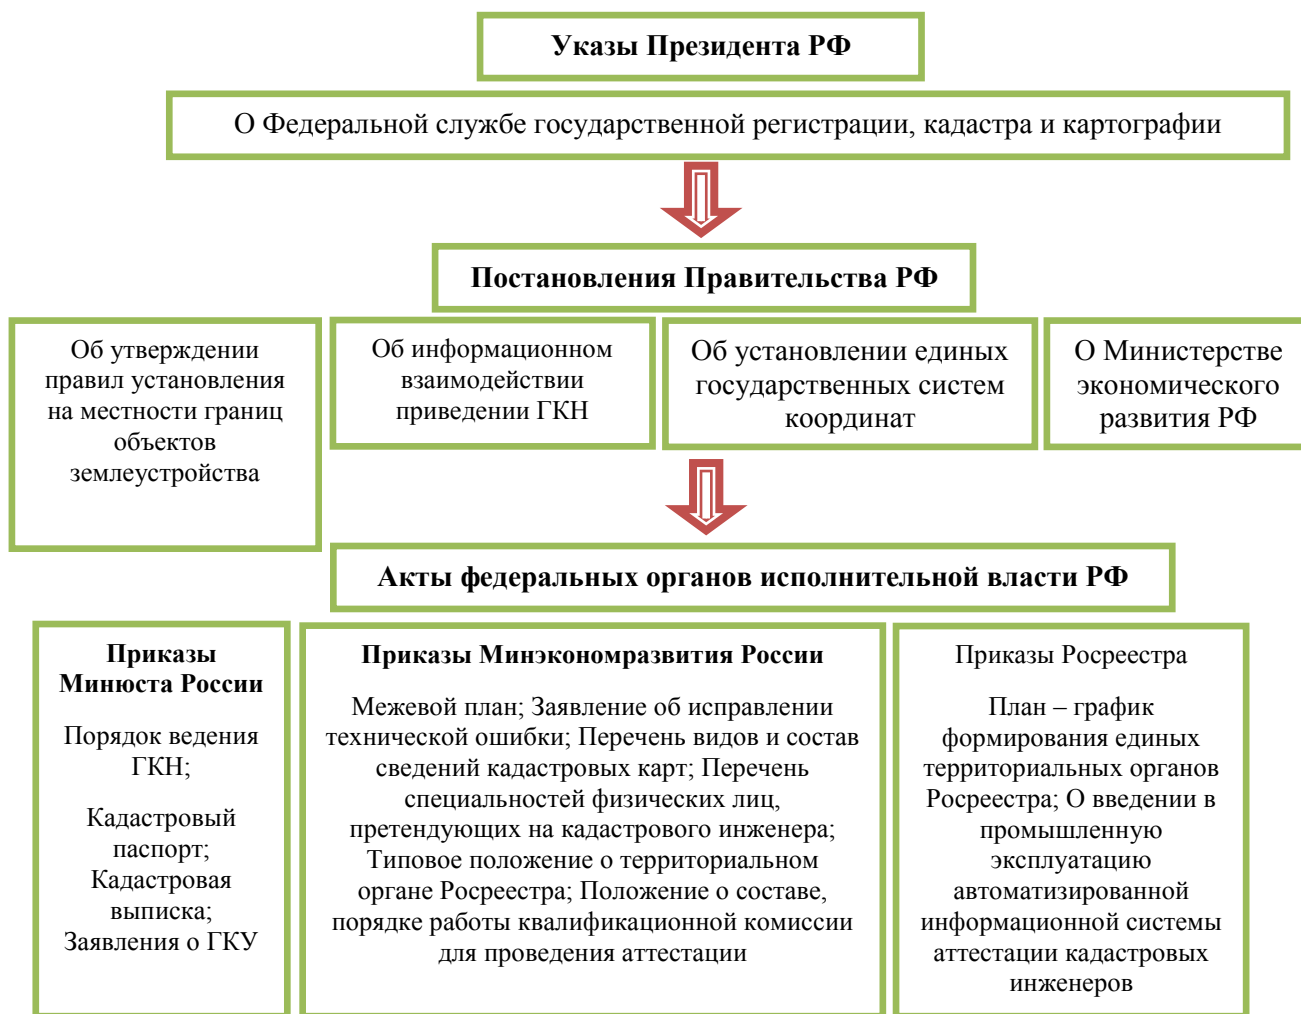 Указы Президента РФ
О Федеральной службе государственной регистрации, кадастра и картографии
Постановления Правительства РФ
Об утверждении
правил установления
на местности границ
объектов
землеустройства
Об информационном
взаимодействии
приведении ГКН
Об установлении единых
государственных систем
координат
О Министерстве
экономического
развития РФ
Акты федеральных органов исполнительной власти РФ
Приказы
Минюста России
Порядок ведения
ГКН;
Кадастровый
паспорт;
Кадастровая
выписка;
Заявления о ГКУ
Приказы Минэкономразвития России
Межевой план; Заявление об исправлении
технической ошибки; Перечень видов и состав
сведений кадастровых карт; Перечень
специальностей физических лиц,
претендующих на кадастрового инженера;
Типовое положение о территориальном
органе Росреестра; Положение о составе,
порядке работы квалификационной комиссии
для проведения аттестации
Приказы Росреестра
План – график
формирования единых
территориальных органов
Росреестра; О введении в
промышленную
эксплуатацию
автоматизированной
информационной системы
аттестации кадастровых
инженеров